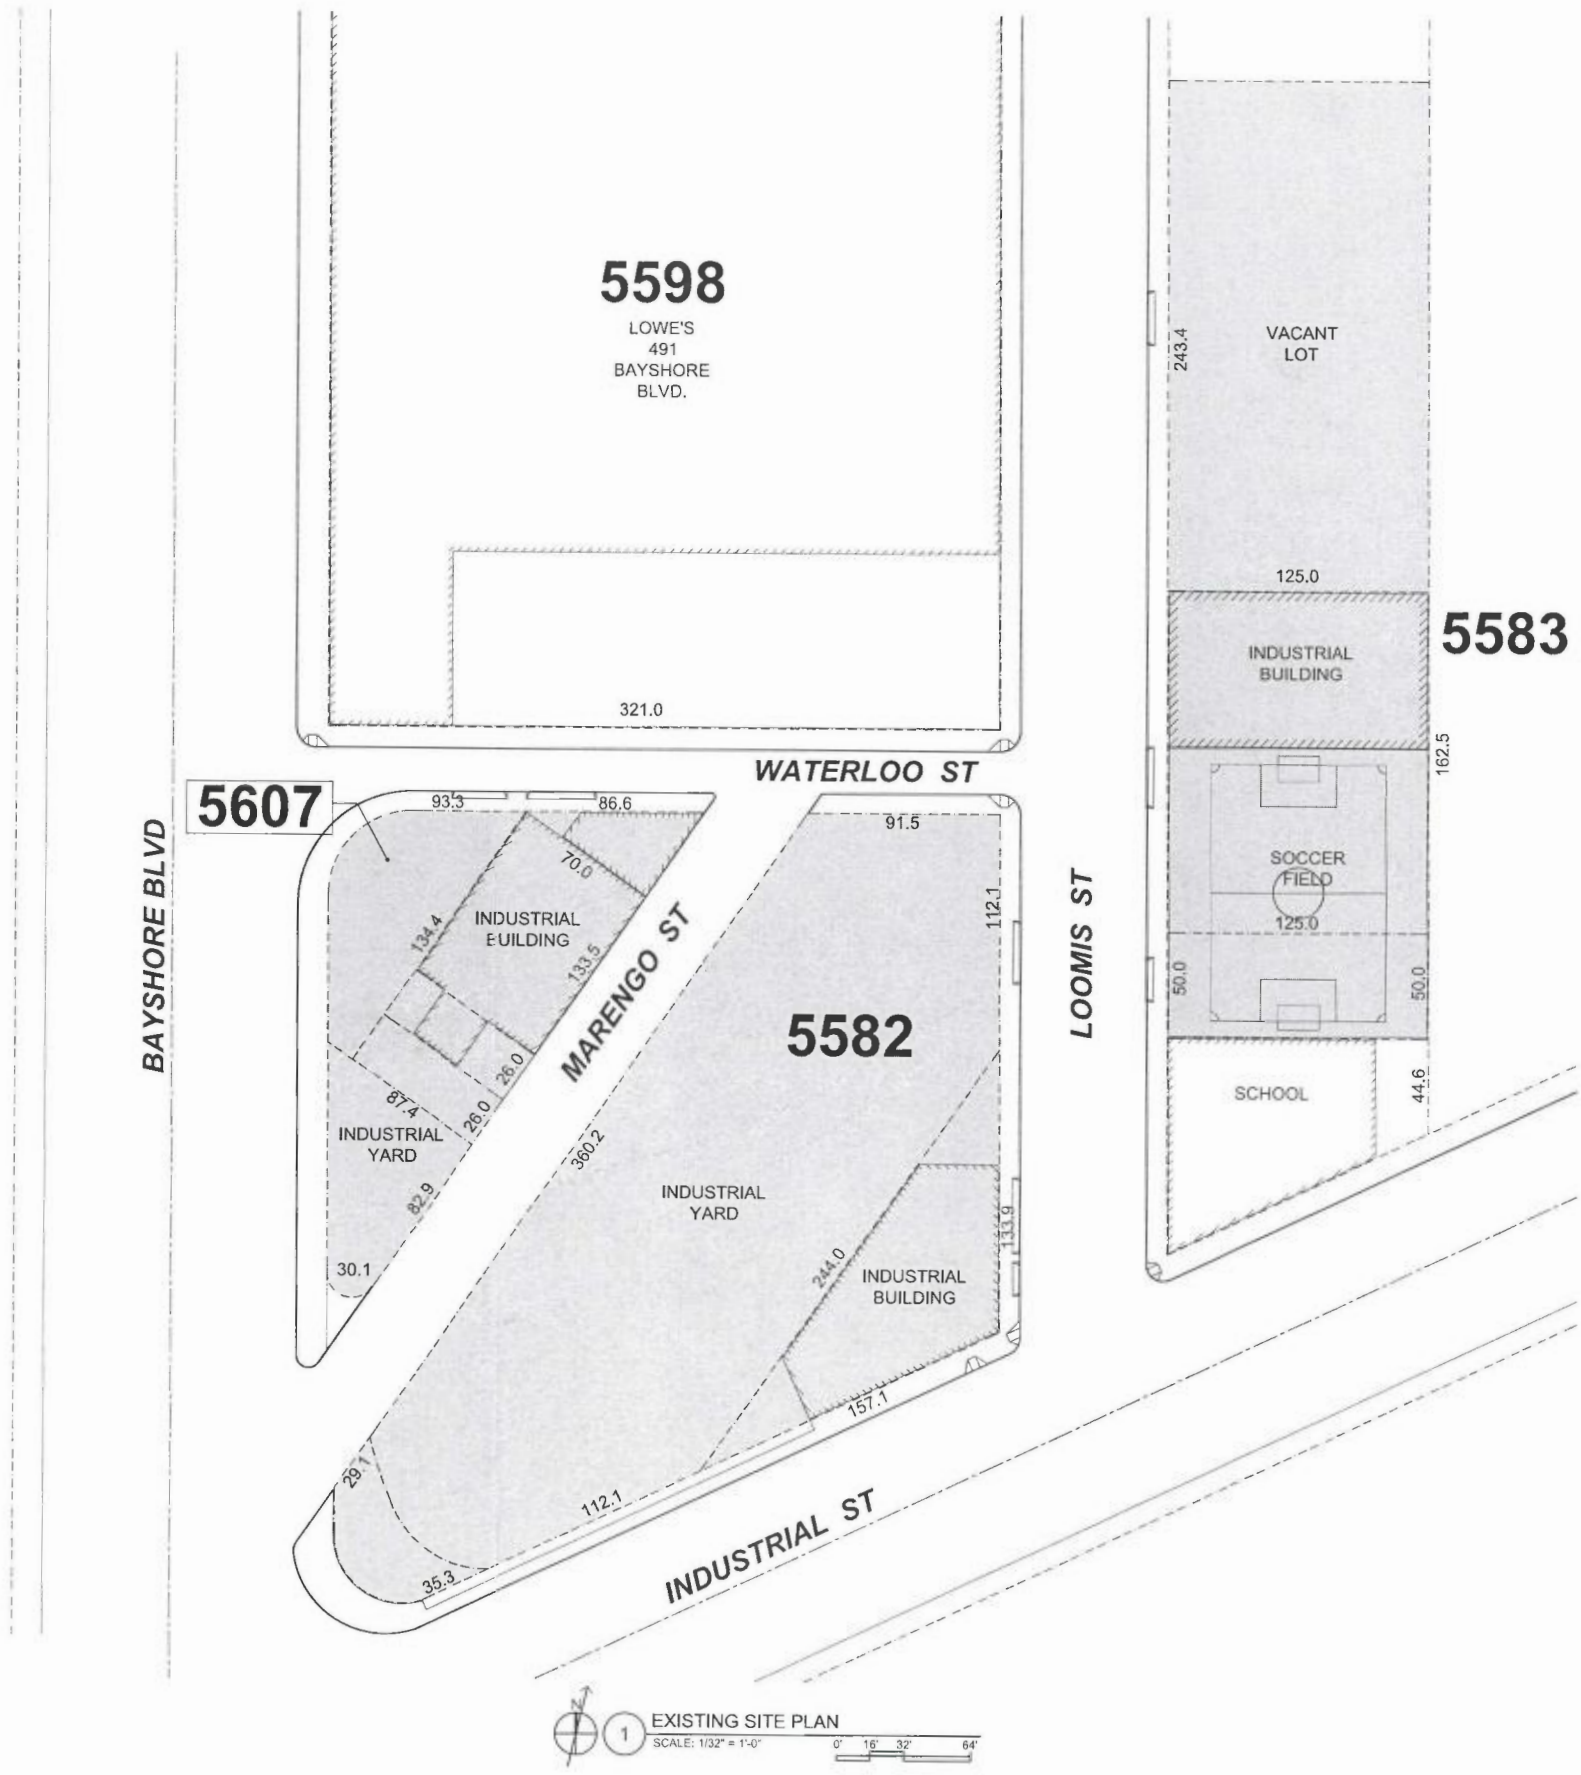 5598
LOWE'S
491
BAYSHORE
BLVD.
321.0
243.4
VACANT
LOT
125.0
INDUSTRIAL
BUILDING
5583
162.5
WATERLOO ST
5607
93.3
86.6
91.5
BAYSHORE BLVD
70.0
INDUSTRIAL
BUILDING
134.4
133.5
MARENGO ST
112.1
LOOMIS ST
SOCCER
FIELD
125.0
50.0
50.0
5582
SCHOOL
44.6
26.0
26.0
87.4
INDUSTRIAL
YARD
82.9
360.2
INDUSTRIAL
YARD
30.1
244.0
133.9
INDUSTRIAL
BUILDING
157.1
29.1
112.1
35.3
INDUSTRIAL ST
N
1
EXISTING SITE PLAN
SCALE: 1/32" = 1'-0"
0' 16' 32' 64'